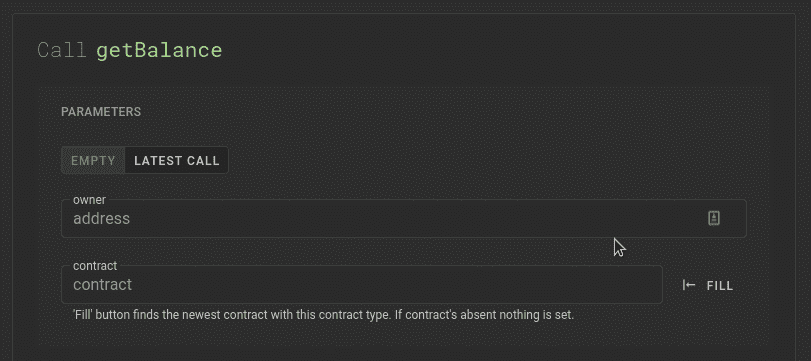 Call getBalance
PARAMETERS
EMPTY LATEST CALL
owner
address
contract
contract
FILL
'Fill' button finds the newest contract with this contract type. If contract's absent nothing is set.